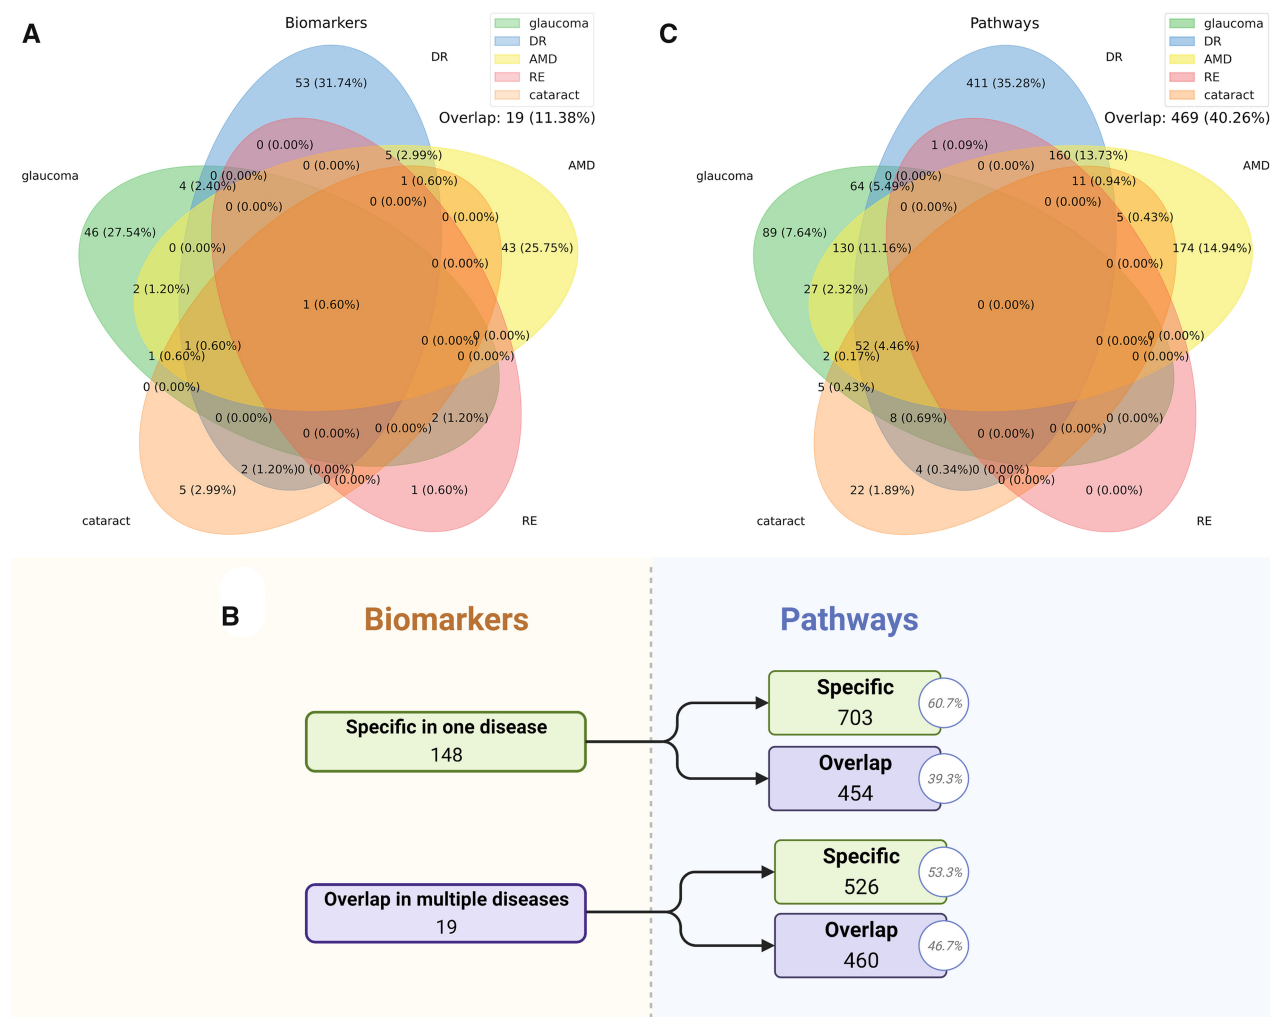 A
Biomarkers
glaucoma
DR
AMD
RE
cataract
DR
Overlap: 19 (11.38%)
AMD
glaucoma
53 (31.74%)
0 (0.00%)
5 (2.99%)
0 (0.00%)
0 (0.00%)
4 (2.40%)
1 (0.60%)
0 (0.00%)
0 (0.00%)
0 (0.00%)
46 (27.54%)
0 (0.00%)
43 (25.75%)
0 (0.00%)
2 (1.20%)
1 (0.60%)
0 (0.00%)
0 (0.00%)
1 (0.60%)
1 (0.60%)
0 (0.00%)
0 (0.00%)
0 (0.00%)
2 (1.20%)
0 (0.00%)
0 (0.00%)
2 (1.20%)
0 (0.00%)
0 (0.00%)
5 (2.99%)
1 (0.60%)
cataract
RE
C
Pathways
glaucoma
DR
AMD
RE
cataract
DR
Overlap: 469 (40.26%)
AMD
glaucoma
411 (35.28%)
1 (0.09%)
160 (13.73%)
0 (0.00%)
0 (0.00%)
64 (5.49%)
11 (0.94%)
0 (0.00%)
0 (0.00%)
5 (0.43%)
89 (7.64%)
130 (11.16%)
174 (14.94%)
0 (0.00%)
27 (2.32%)
0 (0.00%)
0 (0.00%)
0 (0.00%)
52 (4.46%)
2 (0.17%)
0 (0.00%)
5 (0.43%)
8 (0.69%)
0 (0.00%)
0 (0.00%)
0 (0.00%)
4 (0.34%)
0 (0.00%)
0 (0.00%)
22 (1.89%)
0 (0.00%)
cataract
RE
B
Biomarkers
Pathways
Specific in one disease
148
Specific
703
60.7%
Overlap
454
39.3%
Overlap in multiple diseases
19
Specific
526
53.3%
Overlap
460
46.7%